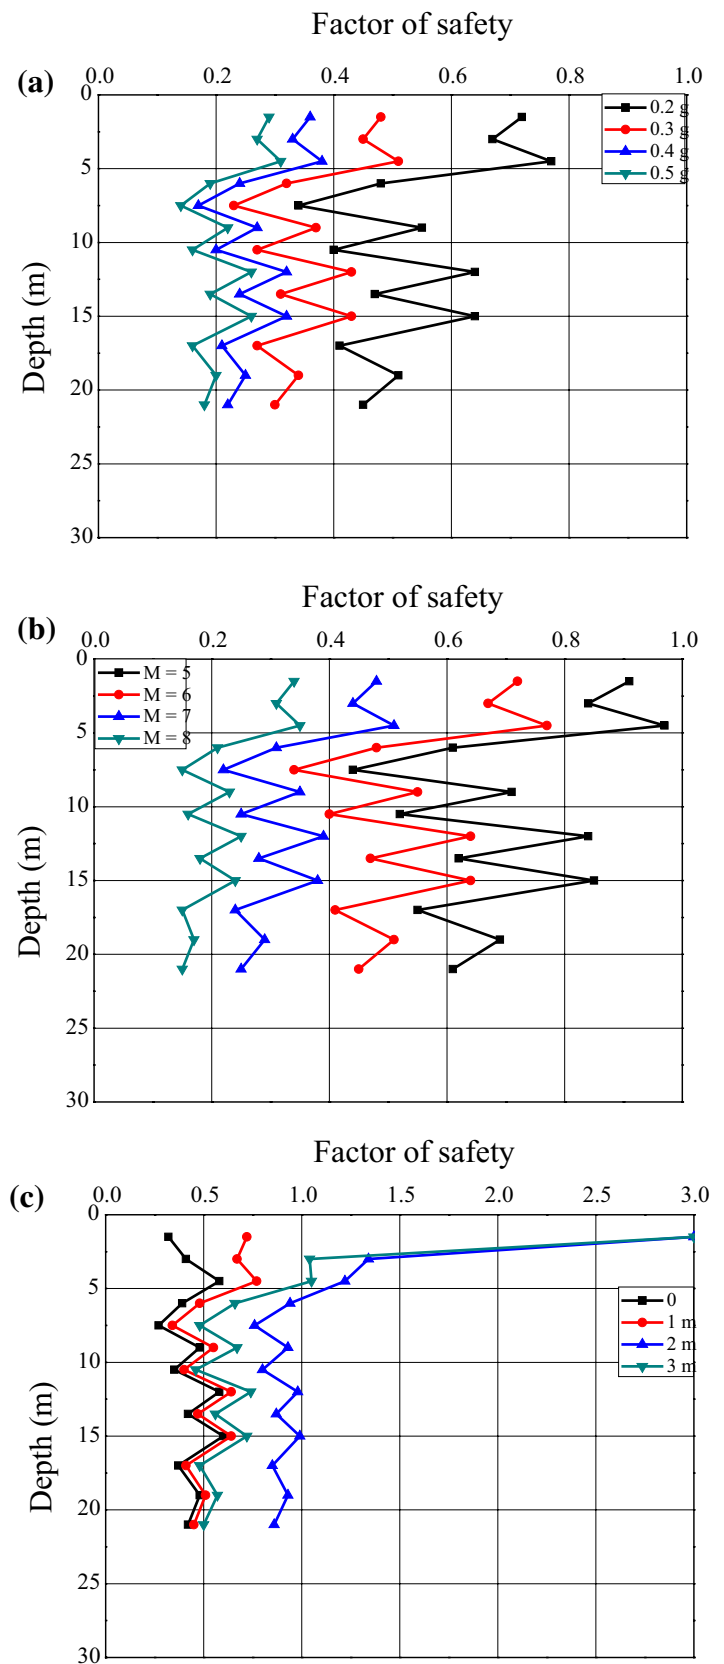 Factor of safety
(a)
0.0 0.2 0.4 0.6 0.8 1.0
0
5
10
15
20
25
30
Depth (m)
0.2 g
0.3 g
0.4 g
0.5 g
Factor of safety
(b)
0.0 0.2 0.4 0.6 0.8 1.0
0
5
10
15
20
25
30
Depth (m)
M = 5
M = 6
M = 7
M = 8
Factor of safety
(c)
0.0 0.5 1.0 1.5 2.0 2.5 3.0
0
5
10
15
20
25
30
Depth (m)
0
1 m
2 m
3 m